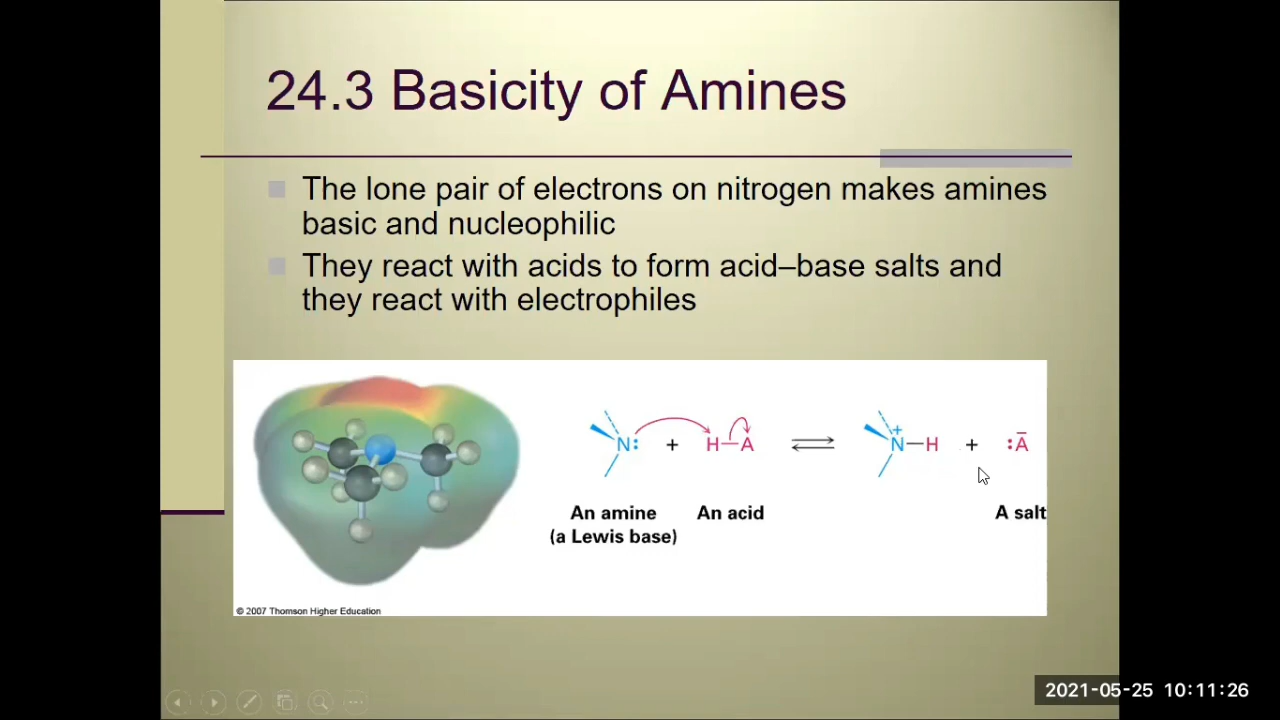 24.3 Basicity of Amines
The lone pair of electrons on nitrogen makes amines
basic and nucleophilic
They react with acids to form acid–base salts and
they react with electrophiles
N: + H–A ⇌ N⁺–H + :Ā
An amine An acid A salt
(a Lewis base)
© 2007 Thomson Higher Education
2021-05-25 10:11:26